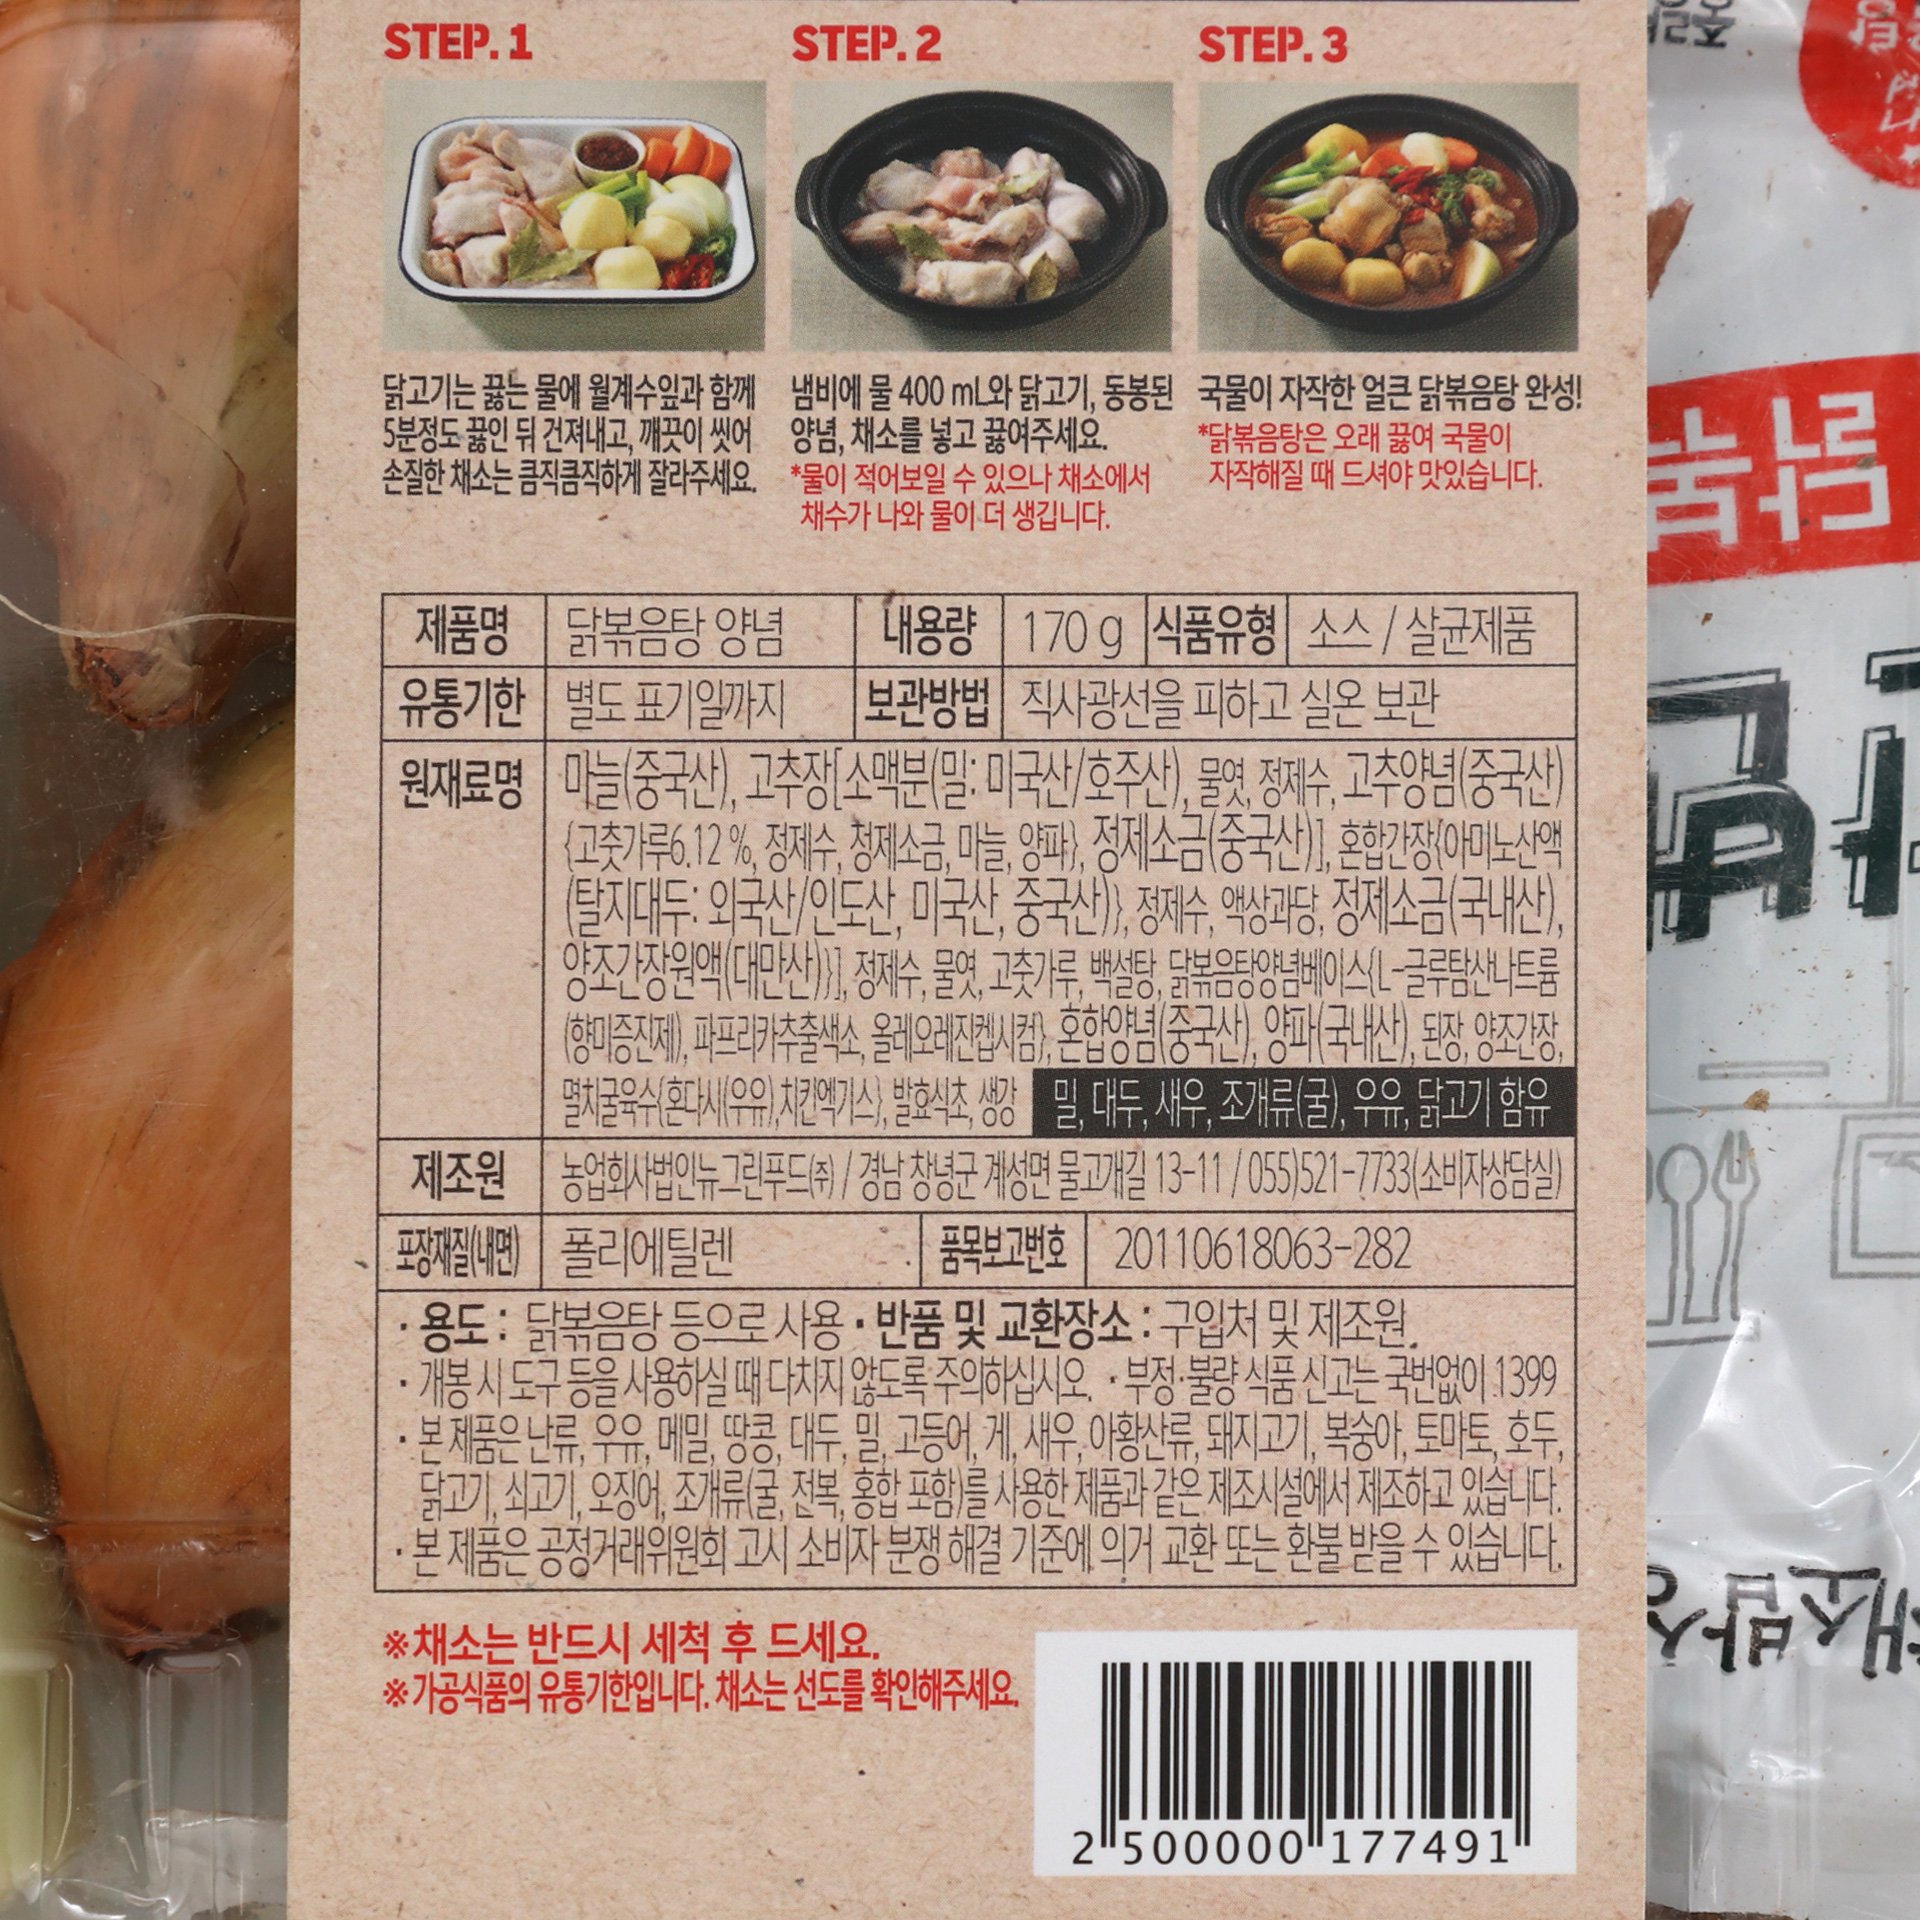 STEP. 1
STEP. 2
STEP. 3
닭고기는 끓는 물에 월계수잎과 함께
5분정도 끓인 뒤 건져내고, 깨끗이 씻어
손질한 채소는 큼직큼직하게 잘라주세요.
냄비에 물 400 mL와 닭고기, 동봉된
양념, 채소를 넣고 끓여주세요.
*물이 적어보일 수 있으나 채소에서
채수가 나와 물이 더 생깁니다.
국물이 자작한 얼큰 닭볶음탕 완성!
*닭볶음탕은 오래 끓여 국물이
자작해질 때 드셔야 맛있습니다.
제품명 닭볶음탕 양념 내용량 170 g 식품유형 소스 / 살균제품
유통기한 별도 표기일까지 보관방법 직사광선을 피하고 실온 보관
원재료명 마늘(중국산), 고추장[소맥분(밀: 미국산/호주산), 물엿, 정제수, 고추양념(중국산)
{고춧가루6.12 %, 정제수, 정제소금, 마늘, 양파}, 정제소금(중국산)], 혼합간장{아미노산액
(탈지대두: 외국산/인도산, 미국산, 중국산)}, 정제수, 액상과당, 정제소금(국내산),
양조간장원액(대만산)}], 정제수, 물엿, 고춧가루, 백설탕, 닭볶음탕양념베이스{L-글루탐산나트륨
(향미증진제), 파프리카추출색소, 올레오레진켑시컴}, 혼합양념(중국산), 양파(국내산), 된장, 양조간장,
멸치굴육수{혼다시(우유),치킨엑기스}, 발효식초, 생강 밀, 대두, 새우, 조개류(굴), 우유, 닭고기 함유
제조원 농업회사법인뉴그린푸드(주) / 경남 창녕군 계성면 물고개길 13-11 / 055)521-7733(소비자상담실)
포장재질(내면) 폴리에틸렌 품목보고번호 20110618063-282
· 용도 : 닭볶음탕 등으로 사용 · 반품 및 교환장소 : 구입처 및 제조원.
· 개봉 시 도구 등을 사용하실 때 다치지 않도록 주의하십시오. · 부정·불량 식품 신고는 국번없이 1399
· 본 제품은 난류, 우유, 메밀, 땅콩, 대두, 밀, 고등어, 게, 새우, 아황산류, 돼지고기, 복숭아, 토마토, 호두,
닭고기, 쇠고기, 오징어, 조개류(굴, 전복, 홍합 포함)를 사용한 제품과 같은 제조시설에서 제조하고 있습니다.
· 본 제품은 공정거래위원회 고시 소비자 분쟁 해결 기준에 의거 교환 또는 환불 받을 수 있습니다.
※채소는 반드시 세척 후 드세요.
※가공식품의 유통기한입니다. 채소는 선도를 확인해주세요.
2 500000 177491